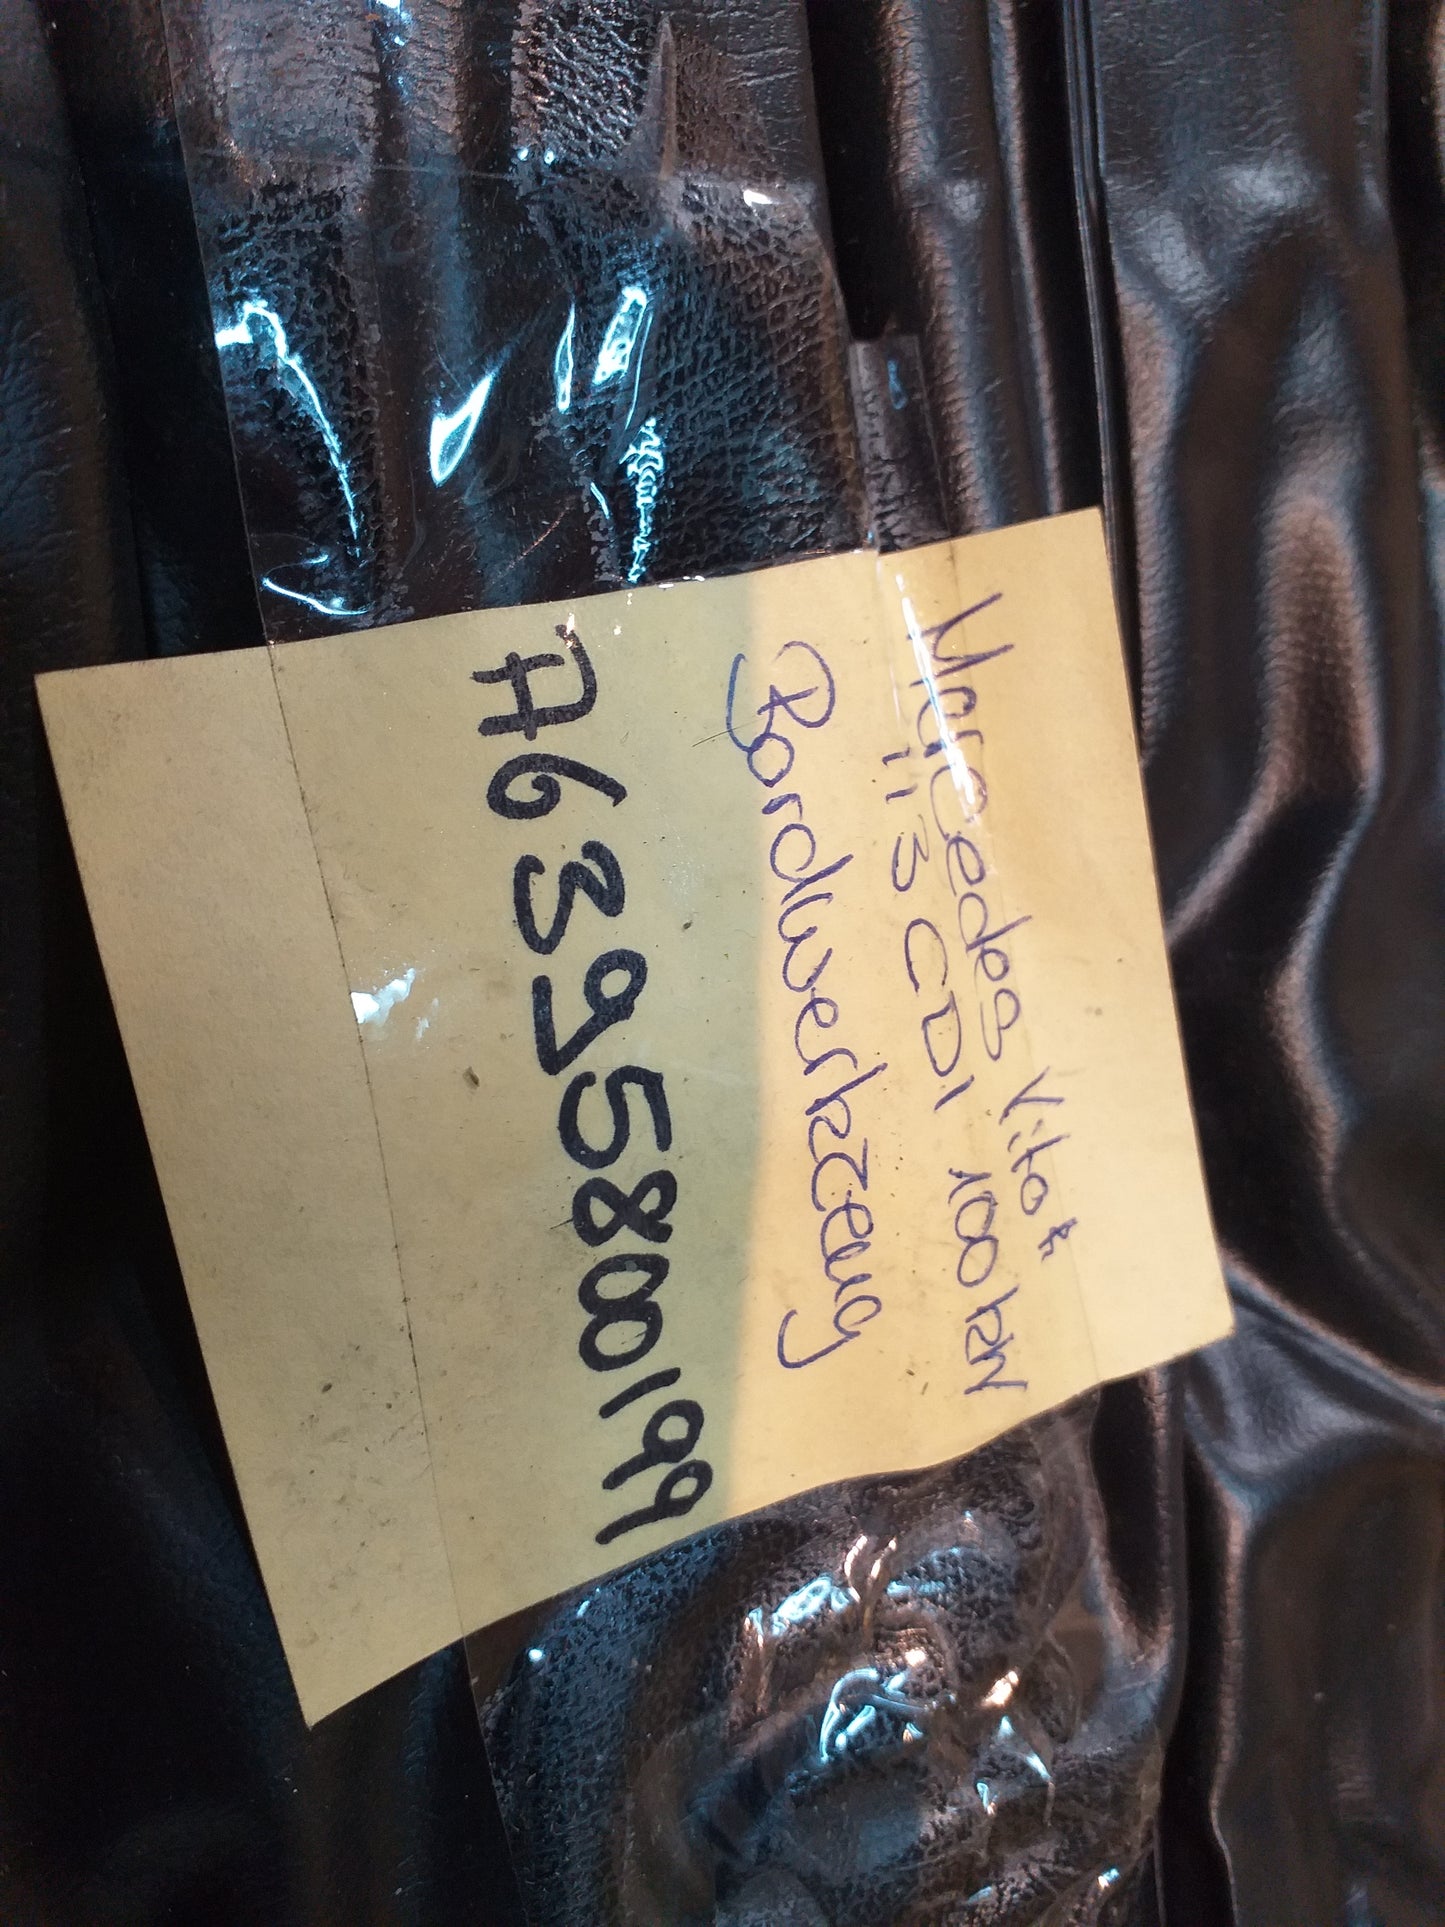 Mercedes Vito
113 CDI 100 kW
Bordwerkzeug
A6395800199